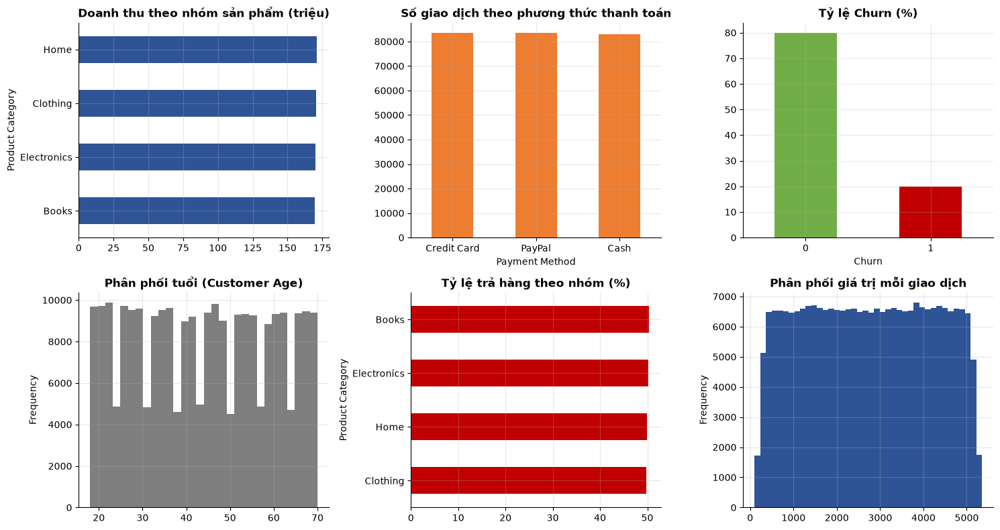 Doanh thu theo nhóm sản phẩm (triệu)
Product Category
Home
Clothing
Electronics
Books
0 25 50 75 100 125 150 175
Số giao dịch theo phương thức thanh toán
80000
70000
60000
50000
40000
30000
20000
10000
0
Credit Card PayPal Cash
Payment Method
Tỷ lệ Churn (%)
80
70
60
50
40
30
20
10
0
0 1
Churn
Phân phối tuổi (Customer Age)
Frequency
10000
8000
6000
4000
2000
0
20 30 40 50 60 70
Tỷ lệ trả hàng theo nhóm (%)
Product Category
Books
Electronics
Home
Clothing
0 10 20 30 40 50
Phân phối giá trị mỗi giao dịch
Frequency
7000
6000
5000
4000
3000
2000
1000
0
0 1000 2000 3000 4000 5000